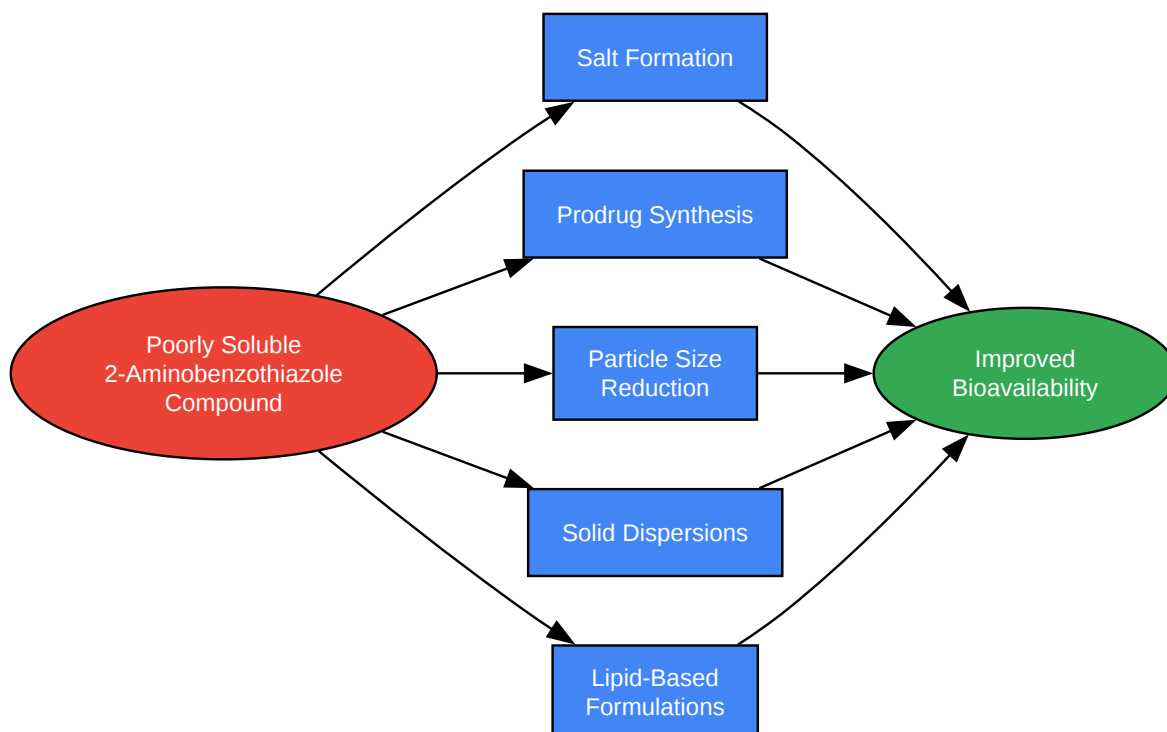 Salt Formation
Prodrug Synthesis
Poorly Soluble
2-Aminobenzothiazole
Compound
Particle Size
Reduction
Improved
Bioavailability
Solid Dispersions
Lipid-Based
Formulations